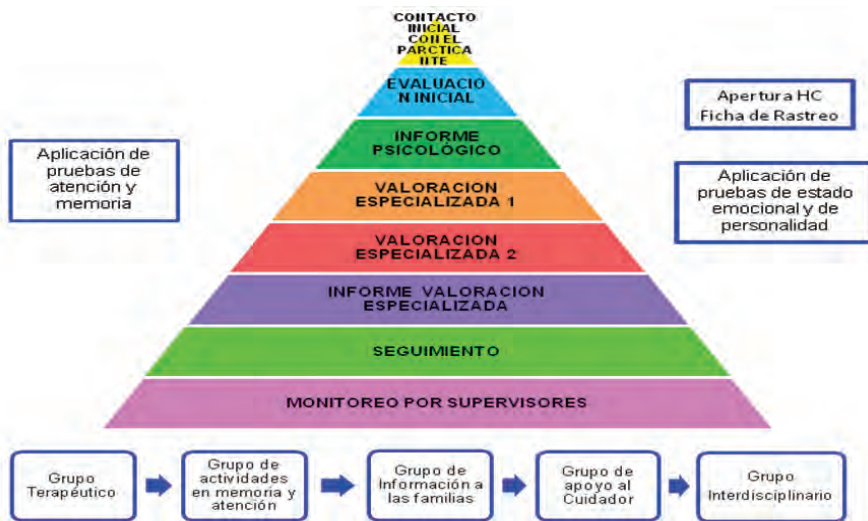 CONTACTO
INICIAL
CON EL
PARCTICA
NTE
EVALUACIO
N INICIAL
Apertura HC
Ficha de Rastreo
INFORME
PSICOLÓGICO
Aplicación de
pruebas de
atención y
memoria
Aplicación de
pruebas de estado
emocional y de
personalidad
VALORACION
ESPECIALIZADA 1
VALORACION
ESPECIALIZADA 2
INFORME VALORACION
ESPECIALIZADA
SEGUIMIENTO
MONITOREO POR SUPERVISORES
Grupo
Terapéutico
Grupo de
actividades
en memoria y
atención
Grupo de
Información a
las familias
Grupo de
apoyo al
Cuidador
Grupo
Interdisciplinario